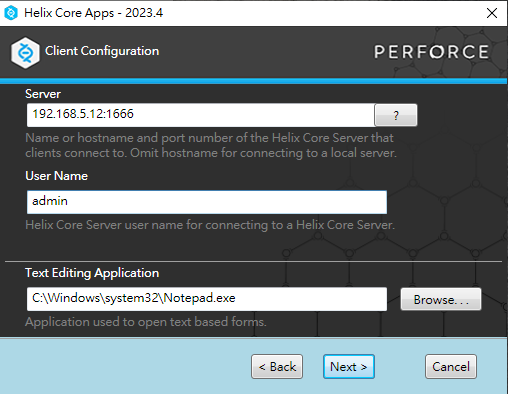 Helix Core Apps - 2023.4
Client Configuration
PERFORCE
Server
192.168.5.12:1666
?
Name or hostname and port number of the Helix Core Server that
clients connect to. Omit hostname for connecting to a local server.
User Name
admin
Helix Core Server user name for connecting to a Helix Core Server.
Text Editing Application
C:\Windows\system32\Notepad.exe
Browse...
Application used to open text based forms.
< Back
Next >
Cancel